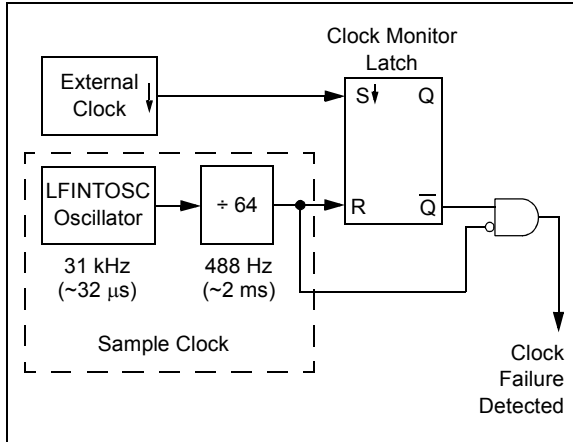 Clock Monitor
Latch
External
Clock
S
Q
LFINTOSC
Oscillator
÷ 64
R
Q̅
31 kHz
(~32 μs)
488 Hz
(~2 ms)
Sample Clock
Clock
Failure
Detected